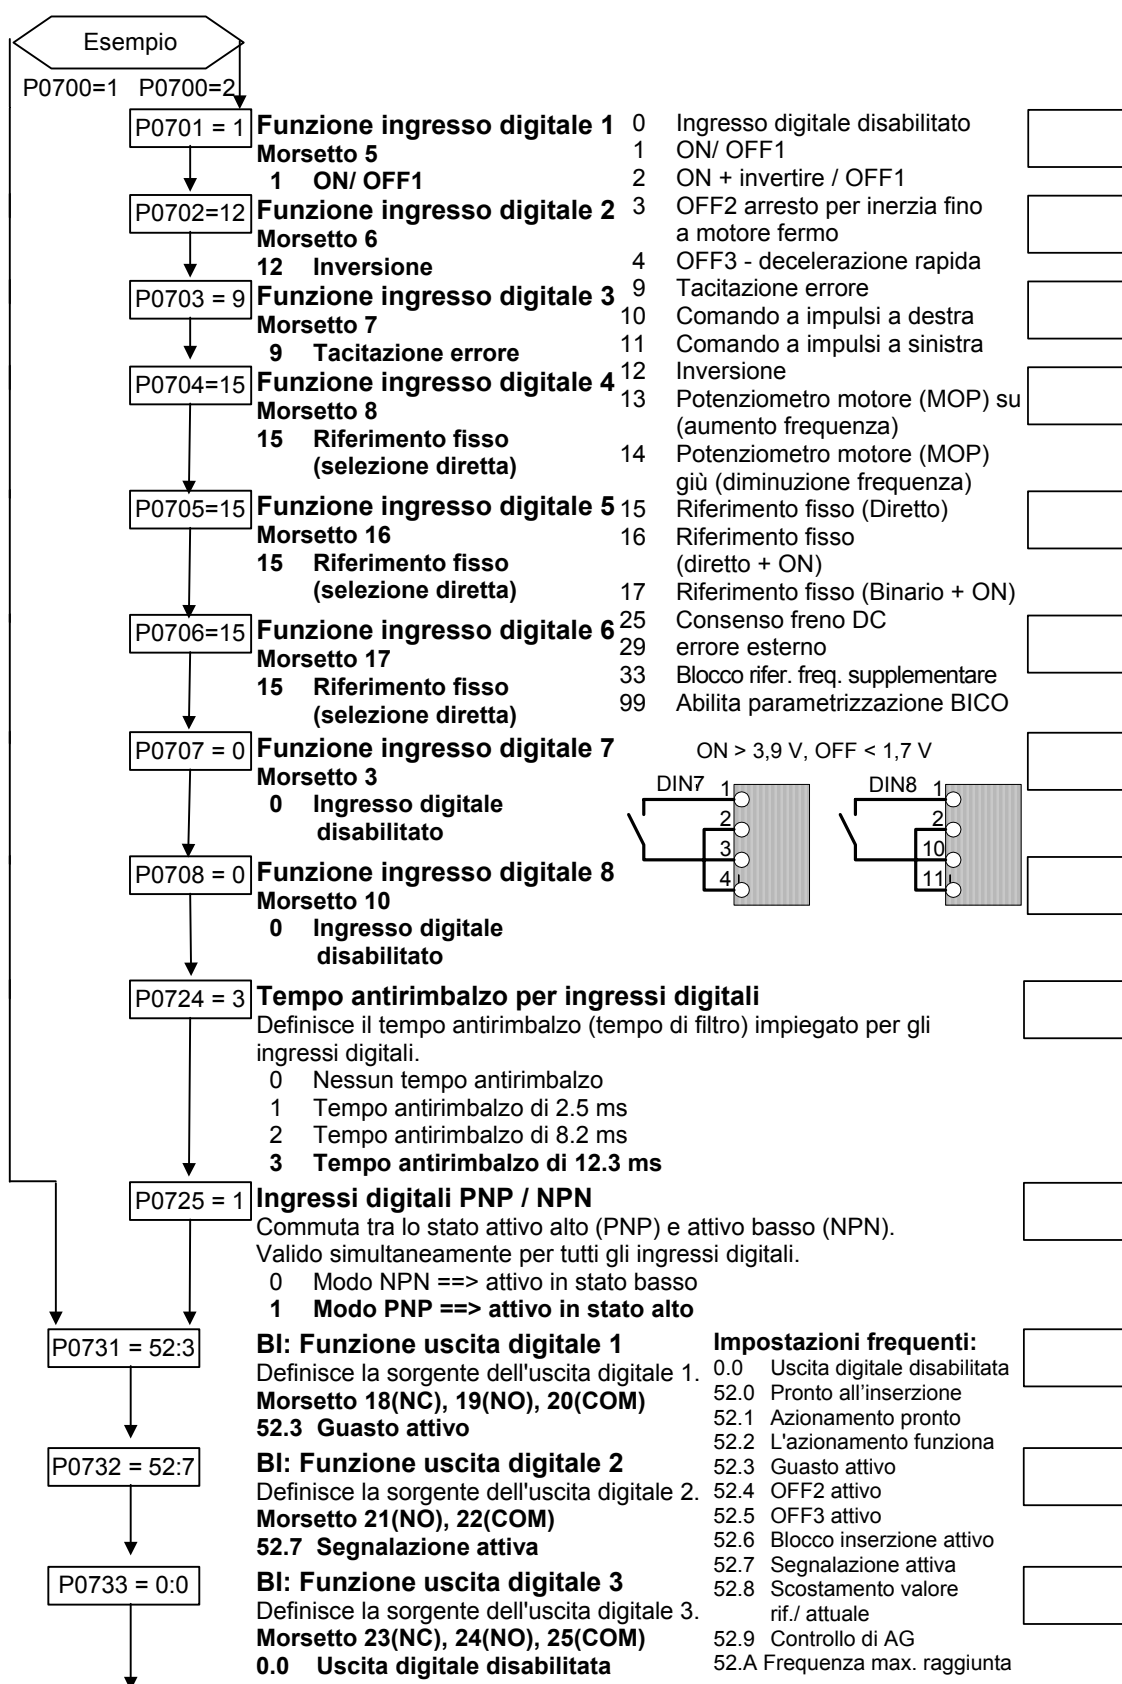 Esempio
P0700=1 P0700=2
P0701 = 1
Funzione ingresso digitale 1
Morsetto 5
1 ON/ OFF1
P0702=12
Funzione ingresso digitale 2
Morsetto 6
12 Inversione
P0703 = 9
Funzione ingresso digitale 3
Morsetto 7
9 Tacitazione errore
P0704=15
Funzione ingresso digitale 4
Morsetto 8
15 Riferimento fisso
(selezione diretta)
P0705=15
Funzione ingresso digitale 5
Morsetto 16
15 Riferimento fisso
(selezione diretta)
P0706=15
Funzione ingresso digitale 6
Morsetto 17
15 Riferimento fisso
(selezione diretta)
0 Ingresso digitale disabilitato
1 ON/ OFF1
2 ON + invertire / OFF1
3 OFF2 arresto per inerzia fino
a motore fermo
4 OFF3 - decelerazione rapida
9 Tacitazione errore
10 Comando a impulsi a destra
11 Comando a impulsi a sinistra
12 Inversione
13 Potenziometro motore (MOP) su
(aumento frequenza)
14 Potenziometro motore (MOP)
giù (diminuzione frequenza)
15 Riferimento fisso (Diretto)
16 Riferimento fisso
(diretto + ON)
17 Riferimento fisso (Binario + ON)
25 Consenso freno DC
29 errore esterno
33 Blocco rifer. freq. supplementare
99 Abilita parametrizzazione BICO
P0707 = 0
Funzione ingresso digitale 7
Morsetto 3
0 Ingresso digitale
disabilitato
P0708 = 0
Funzione ingresso digitale 8
Morsetto 10
0 Ingresso digitale
disabilitato
ON > 3,9 V, OFF < 1,7 V
DIN7 1
2
3
4
DIN8 1
2
10
11
P0724 = 3
Tempo antirimbalzo per ingressi digitali
Definisce il tempo antirimbalzo (tempo di filtro) impiegato per gli
ingressi digitali.
0 Nessun tempo antirimbalzo
1 Tempo antirimbalzo di 2.5 ms
2 Tempo antirimbalzo di 8.2 ms
3 Tempo antirimbalzo di 12.3 ms
P0725 = 1
Ingressi digitali PNP / NPN
Commuta tra lo stato attivo alto (PNP) e attivo basso (NPN).
Valido simultaneamente per tutti gli ingressi digitali.
0 Modo NPN ==> attivo in stato basso
1 Modo PNP ==> attivo in stato alto
P0731 = 52:3
BI: Funzione uscita digitale 1
Definisce la sorgente dell'uscita digitale 1.
Morsetto 18(NC), 19(NO), 20(COM)
52.3 Guasto attivo
P0732 = 52:7
BI: Funzione uscita digitale 2
Definisce la sorgente dell'uscita digitale 2.
Morsetto 21(NO), 22(COM)
52.7 Segnalazione attiva
P0733 = 0:0
BI: Funzione uscita digitale 3
Definisce la sorgente dell'uscita digitale 3.
Morsetto 23(NC), 24(NO), 25(COM)
0.0 Uscita digitale disabilitata
Impostazioni frequenti:
0.0 Uscita digitale disabilitata
52.0 Pronto all’inserzione
52.1 Azionamento pronto
52.2 L'azionamento funziona
52.3 Guasto attivo
52.4 OFF2 attivo
52.5 OFF3 attivo
52.6 Blocco inserzione attivo
52.7 Segnalazione attiva
52.8 Scostamento valore
rif./ attuale
52.9 Controllo di AG
52.A Frequenza max. raggiunta